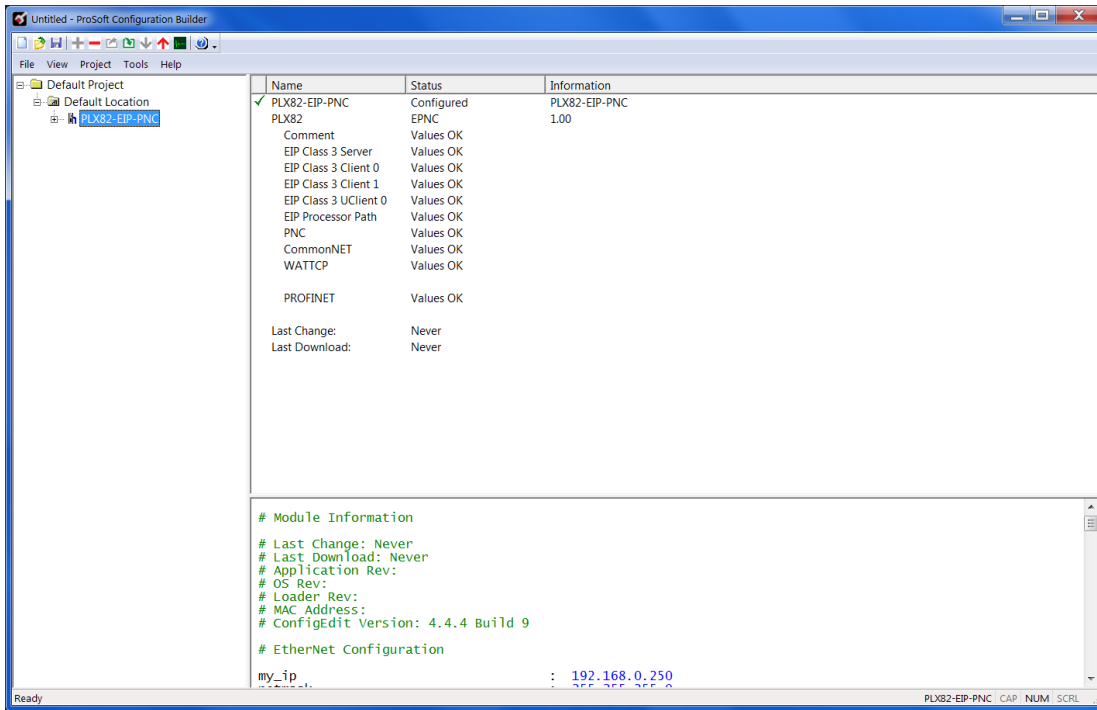 Untitled - ProSoft Configuration Builder
File View Project Tools Help
Default Project
Default Location
PLX82-EIP-PNC
Name Status Information
PLX82-EIP-PNC Configured PLX82-EIP-PNC
PLX82 EPNC 1.00
Comment Values OK
EIP Class 3 Server Values OK
EIP Class 3 Client 0 Values OK
EIP Class 3 Client 1 Values OK
EIP Class 3 UClient 0 Values OK
EIP Processor Path Values OK
PNC Values OK
CommonNET Values OK
WATTCP Values OK
PROFINET Values OK
Last Change: Never
Last Download: Never
# Module Information
# Last Change: Never
# Last Download: Never
# Application Rev:
# OS Rev:
# Loader Rev:
# MAC Address:
# ConfigEdit Version: 4.4.4 Build 9
# EtherNet Configuration
my_ip : 192.168.0.250
Ready PLX82-EIP-PNC CAP NUM SCRL